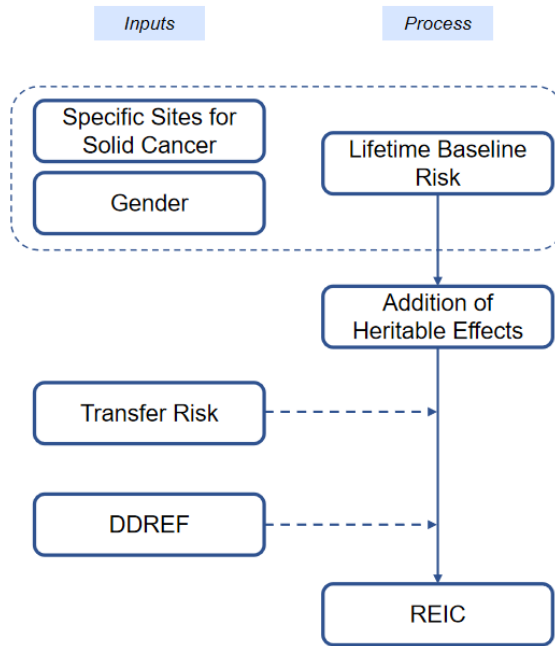 Inputs
Process
Specific Sites for
Solid Cancer
Gender
Lifetime Baseline
Risk
Addition of
Heritable Effects
Transfer Risk
DDREF
REIC